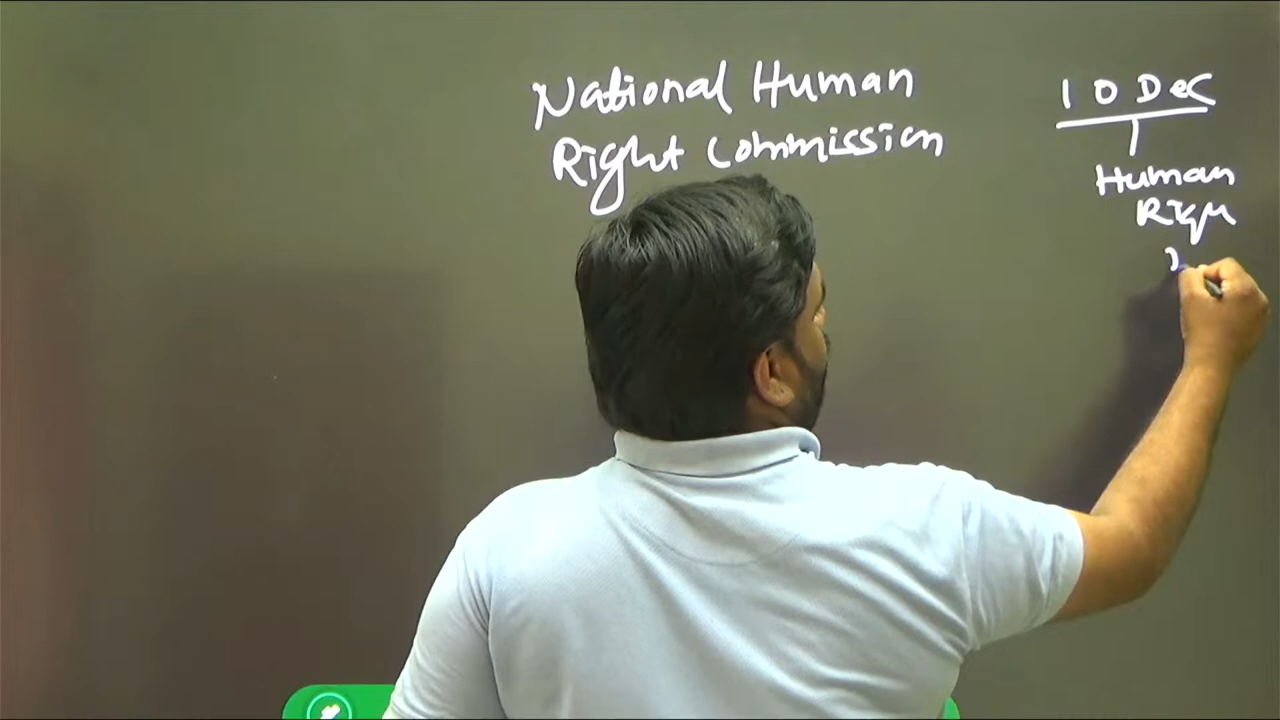 National Human
Right Commission
10 Dec
Human
Right